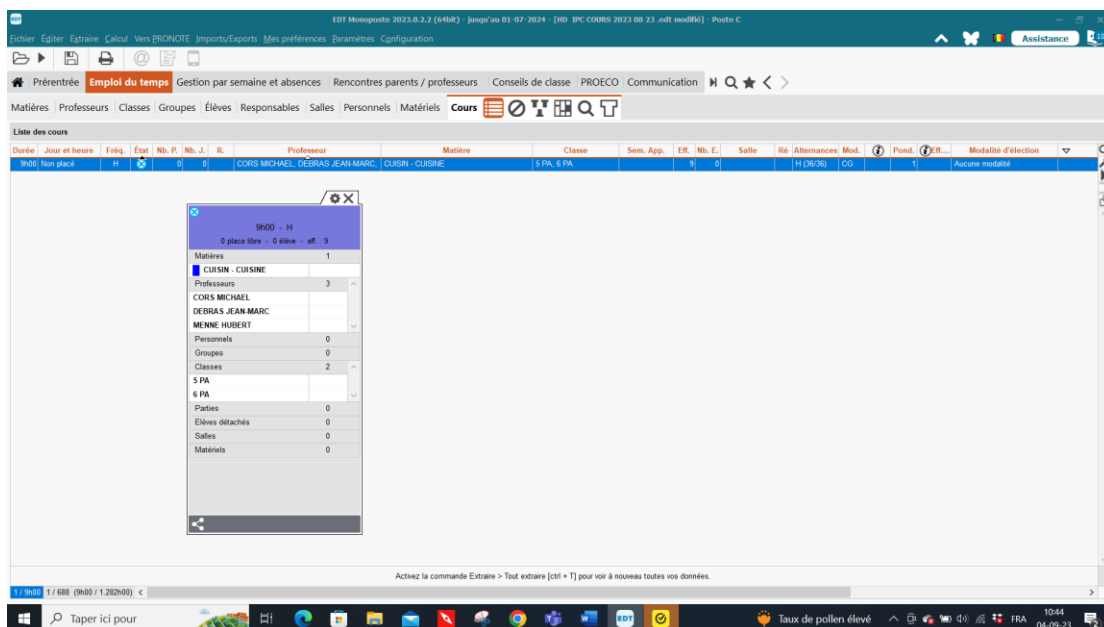 EDT Monoposte 2023.0.2.2 (64bit) - Jusqu'au 01-07-2024 - [HD IPC COURS 2023 08 23 .edt modifié] - Poste C
Fichier Éditer Extraire Calcul Vers PRONOTE Imports/Exports Mes préférences Paramètres Configuration
Assistance
Prérentrée Emploi du temps Gestion par semaine et absences Rencontres parents / professeurs Conseils de classe PROECO Communication
Matières Professeurs Classes Groupes Élèves Responsables Salles Personnels Matériels Cours
Liste des cours
Durée Jour et heure Fréq. État Nb. P. Nb. J. R. Professeur Matière Classe Sem. App. Eff. Nb. E. Salle Ré Alternances Mod. Pond. Eff.... Modalité d'élection
9h00 Non placé H 0 0 CORS MICHAEL, DEBRAS JEAN-MARC, CUISIN - CUISINE 5 PA, 6 PA 9 0 H (36/36) CG 1 Aucune modalité
9h00 - H
0 place libre - 0 élève - eff. : 9
Matières 1
CUISIN - CUISINE
Professeurs 3
CORS MICHAEL
DEBRAS JEAN-MARC
MENNE HUBERT
Personnels 0
Groupes 0
Classes 2
5 PA
6 PA
Parties 0
Elèves détachés 0
Salles 0
Matériels 0
Activez la commande Extraire > Tout extraire [ctrl + T] pour voir à nouveau toutes vos données.
1 / 9h00 1 / 688 (9h00 / 1.282h00)
Taper ici pour
EDT
Taux de pollen élevé
FRA
10:44
04-09-23